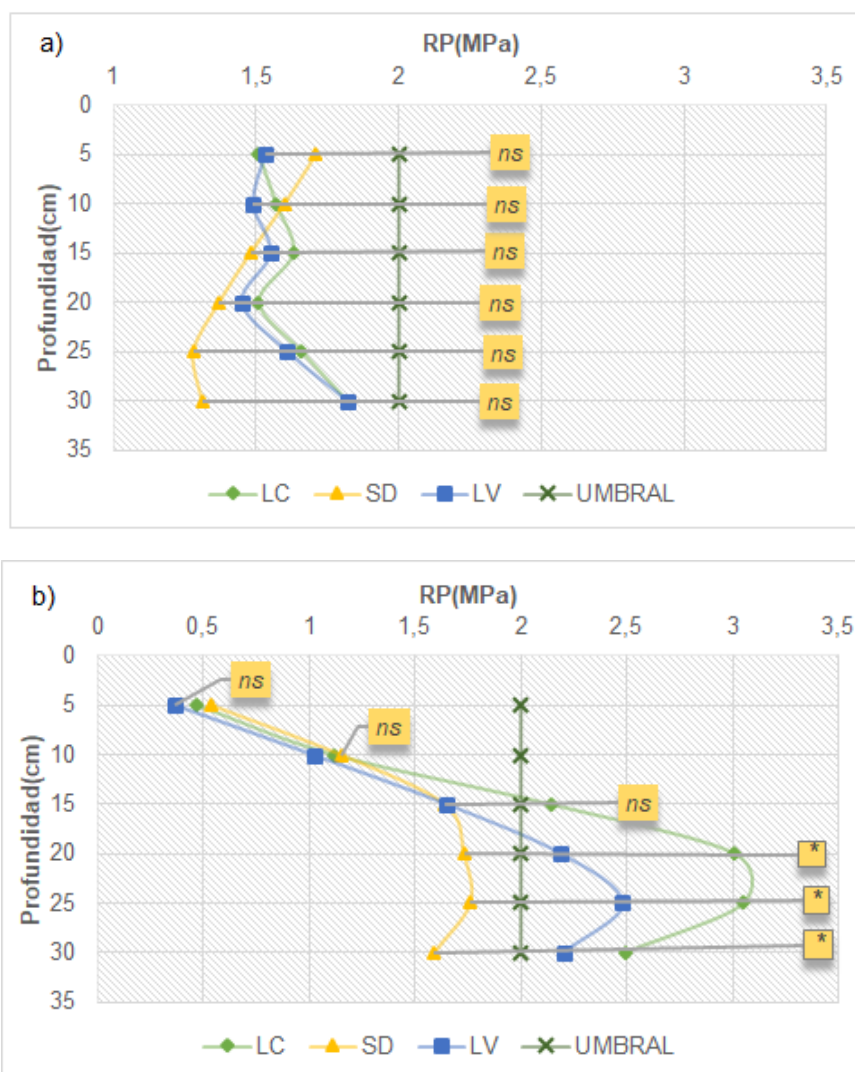 a)
RP(MPa)
1 1,5 2 2,5 3 3,5
Profundidad(cm)
0
5 ns
10 ns
15 ns
20 ns
25 ns
30 ns
35
LC SD LV UMBRAL
b)
RP(MPa)
0 0,5 1 1,5 2 2,5 3 3,5
Profundidad(cm)
0
ns
5
ns
10
15 ns
20 *
25 *
30 *
35
LC SD LV UMBRAL